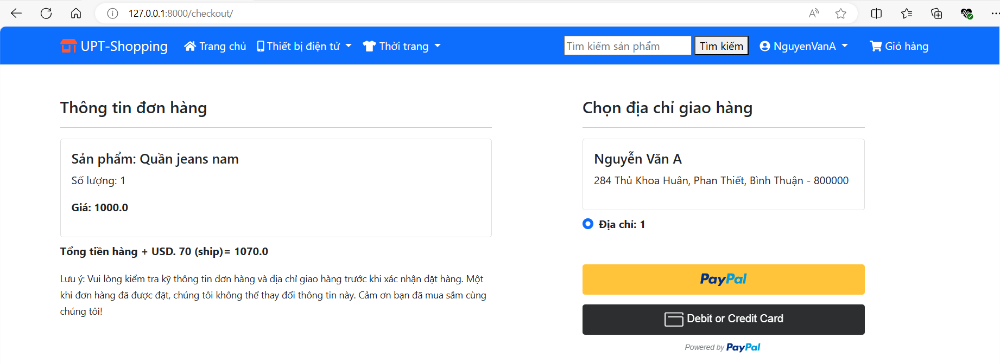 127.0.0.1:8000/checkout/
UPT-Shopping Trang chủ Thiết bị điện tử Thời trang Tìm kiếm sản phẩm Tìm kiếm NguyenVanA Giỏ hàng
Thông tin đơn hàng
Sản phẩm: Quần jeans nam
Số lượng: 1
Giá: 1000.0
Tổng tiền hàng + USD. 70 (ship)= 1070.0
Lưu ý: Vui lòng kiểm tra kỹ thông tin đơn hàng và địa chỉ giao hàng trước khi xác nhận đặt hàng. Một
khi đơn hàng đã được đặt, chúng tôi không thể thay đổi thông tin này. Cảm ơn bạn đã mua sắm cùng
chúng tôi!
Chọn địa chỉ giao hàng
Nguyễn Văn A
284 Thủ Khoa Huân, Phan Thiết, Bình Thuận - 800000
Địa chỉ: 1
PayPal
Debit or Credit Card
Powered by PayPal